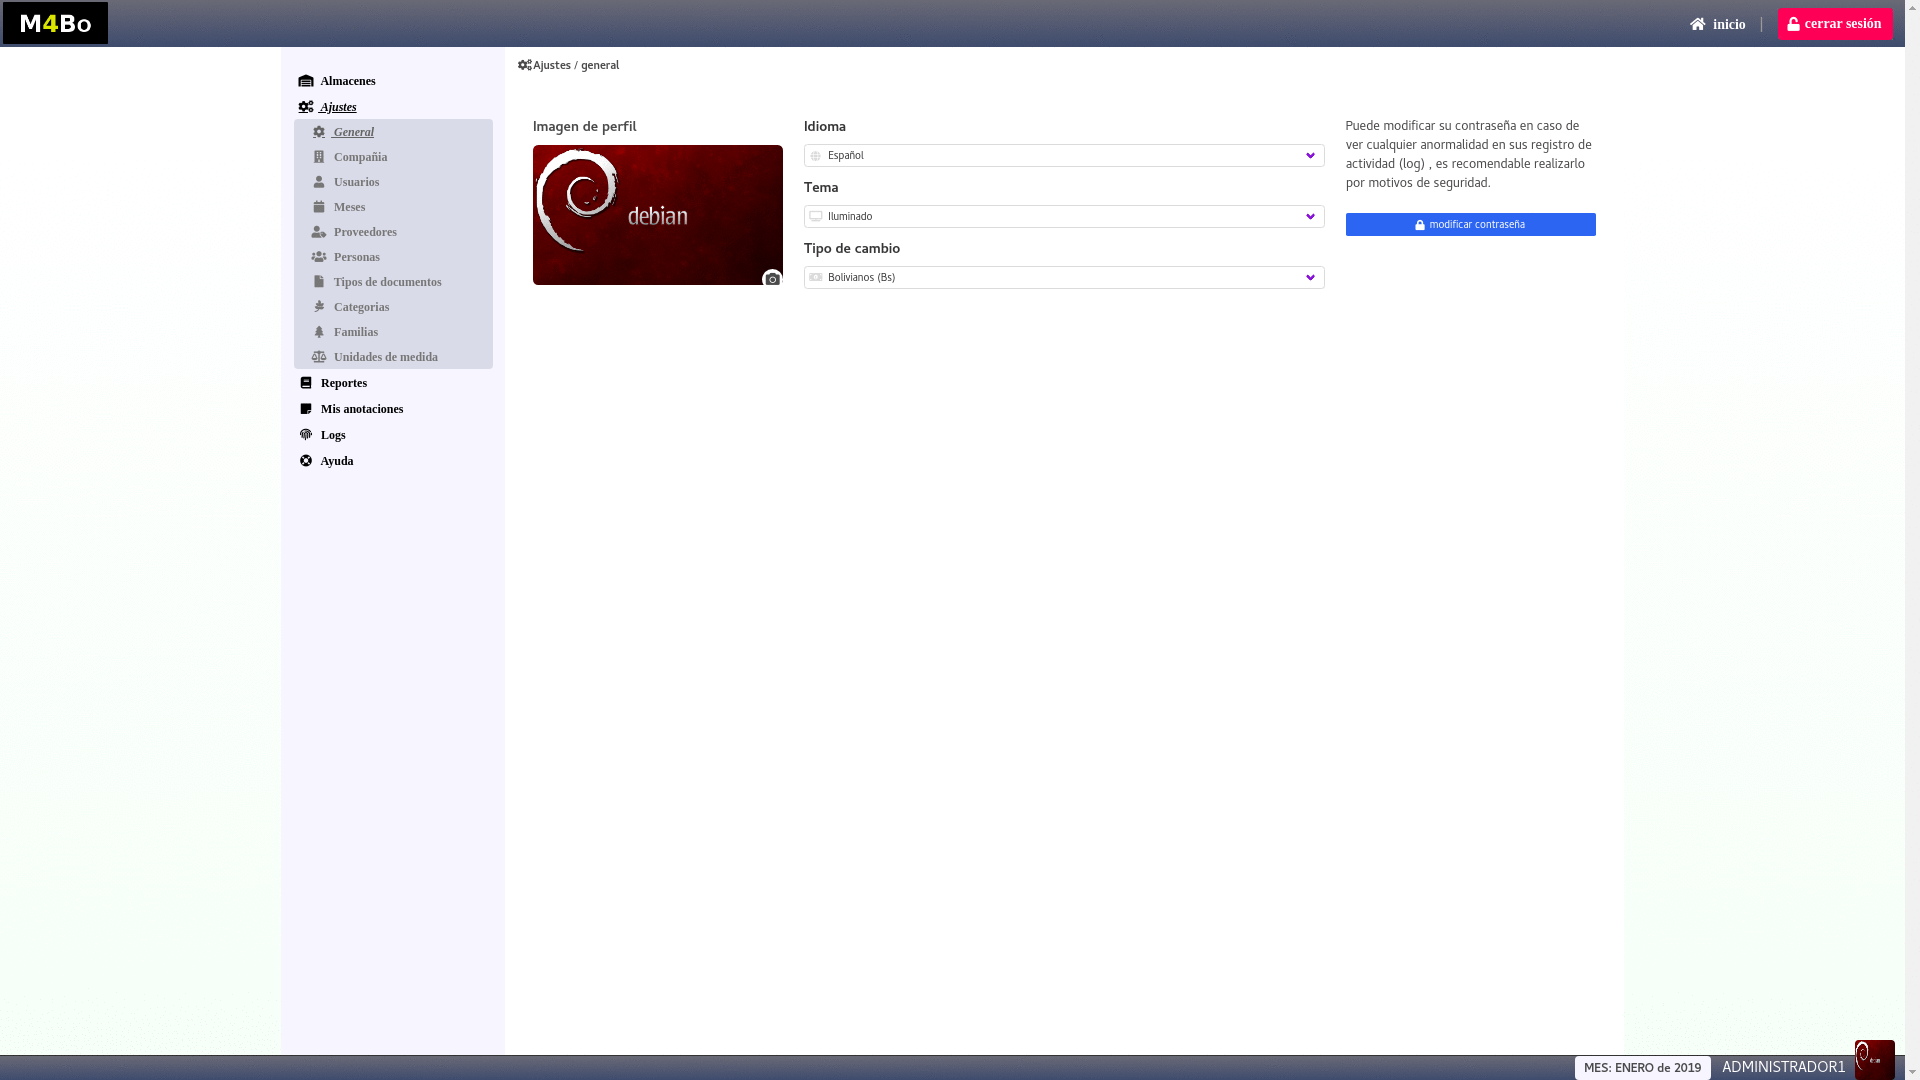 M4Bo
inicio | cerrar sesión
Almacenes
Ajustes
General
Compañia
Usuarios
Meses
Proveedores
Personas
Tipos de documentos
Categorias
Familias
Unidades de medida
Reportes
Mis anotaciones
Logs
Ayuda
Ajustes / general
Imagen de perfil
debian
Idioma
Español
Tema
Iluminado
Tipo de cambio
Bolivianos (Bs)
Puede modificar su contraseña en caso de
ver cualquier anormalidad en sus registro de
actividad (log) , es recomendable realizarlo
por motivos de seguridad.
modificar contraseña
MES: ENERO de 2019 ADMINISTRADOR1